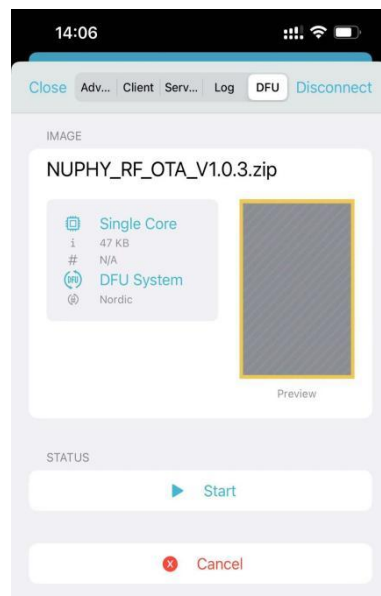 14:06
Close Adv... Client Serv... Log DFU Disconnect
IMAGE
NUPHY_RF_OTA_V1.0.3.zip
Single Core
i 47 KB
# N/A
DFU DFU System
Nordic
Preview
STATUS
Start
X Cancel